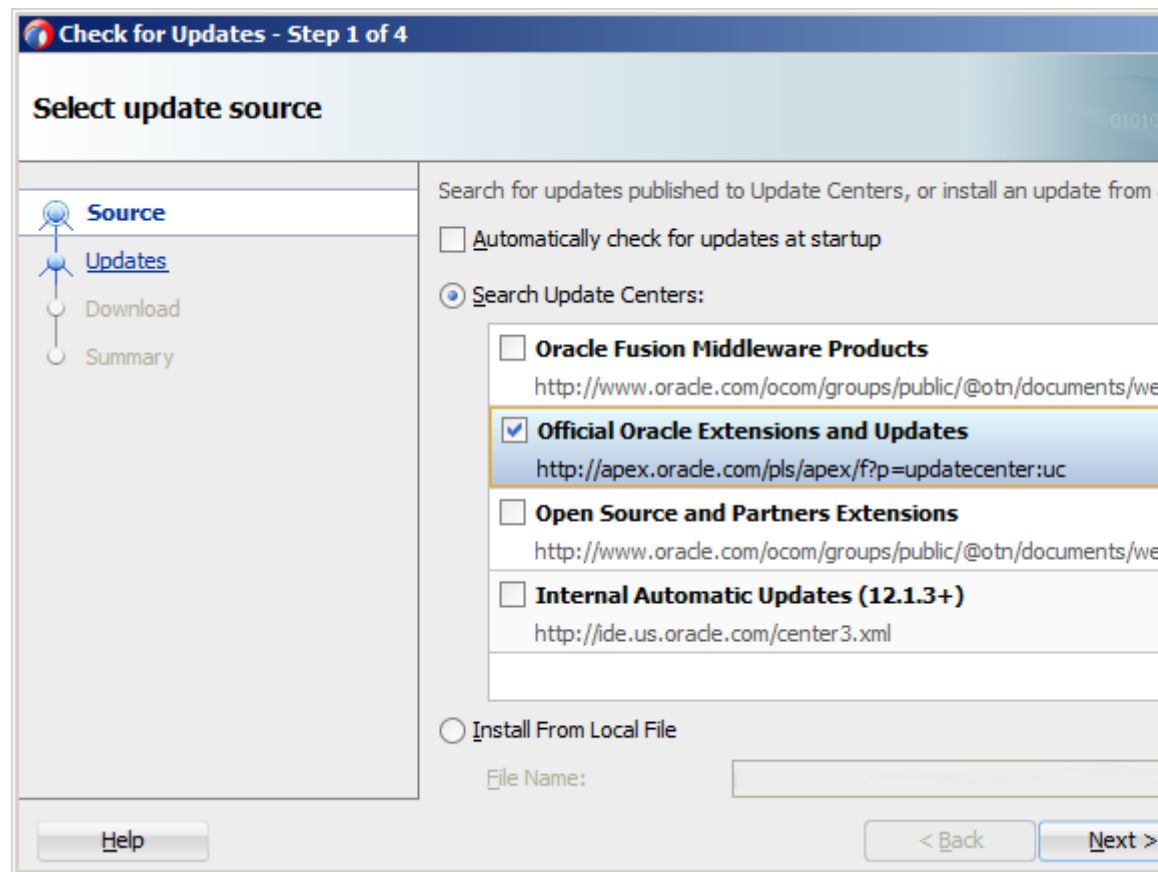 Check for Updates - Step 1 of 4
Select update source
01010
Source
Updates
Download
Summary
Search for updates published to Update Centers, or install an update from
Automatically check for updates at startup
Search Update Centers:
Oracle Fusion Middleware Products
http://www.oracle.com/ocom/groups/public/@otn/documents/we
Official Oracle Extensions and Updates
http://apex.oracle.com/pls/apex/f?p=updatecenter:uc
Open Source and Partners Extensions
http://www.oracle.com/ocom/groups/public/@otn/documents/we
Internal Automatic Updates (12.1.3+)
http://ide.us.oracle.com/center3.xml
Install From Local File
File Name:
Help
< Back
Next >